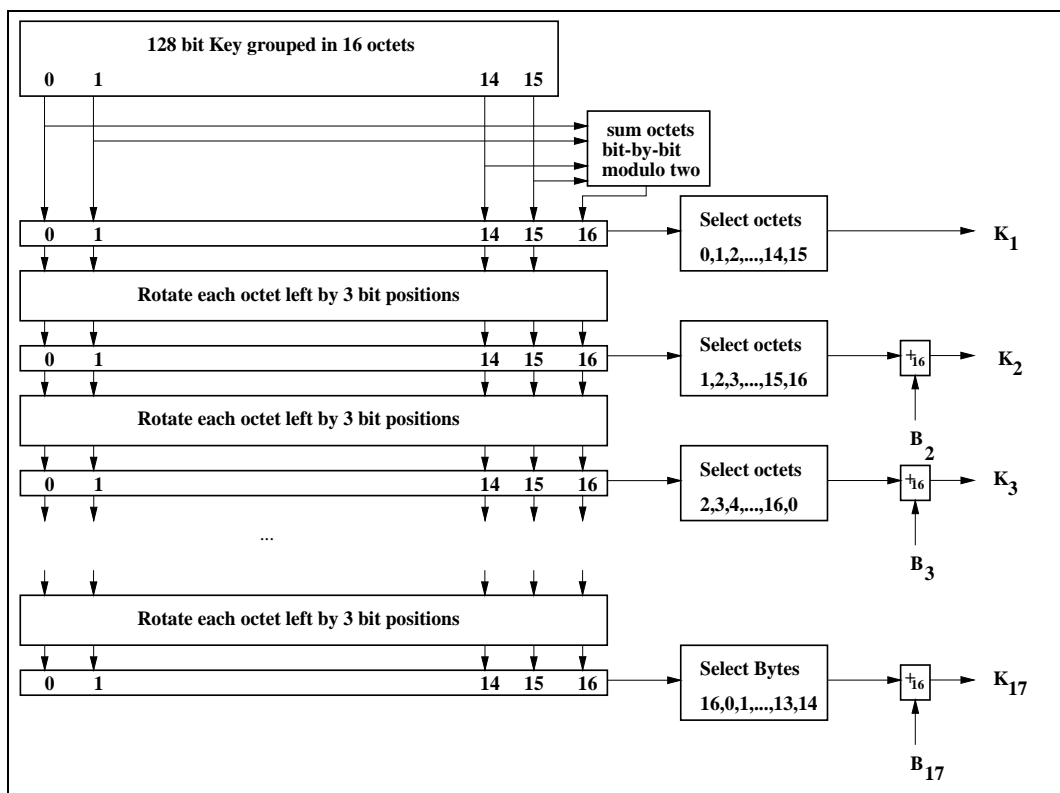 128 bit Key grouped in 16 octets
0 1 14 15
sum octets
bit-by-bit
modulo two
0 1 14 15 16
Select octets
0,1,2,...,14,15
K1
Rotate each octet left by 3 bit positions
0 1 14 15 16
Select octets
1,2,3,...,15,16
+16
K2
B2
Rotate each octet left by 3 bit positions
0 1 14 15 16
Select octets
2,3,4,...,16,0
+16
K3
B3
...
Rotate each octet left by 3 bit positions
0 1 14 15 16
Select Bytes
16,0,1,...,13,14
+16
K17
B17